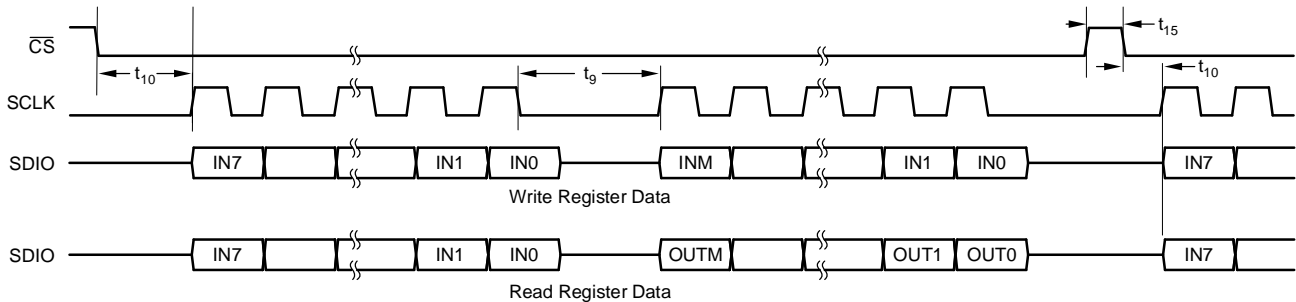 CS t10 t15
SCLK t9 t10
SDIO IN7 IN1 IN0 INM IN1 IN0 IN7
Write Register Data
SDIO IN7 IN1 IN0 OUTM OUT1 OUT0 IN7
Read Register Data